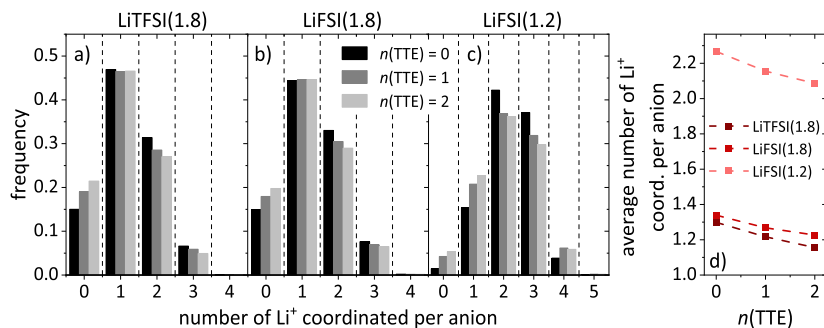 LiTFSI(1.8)
LiFSI(1.8)
LiFSI(1.2)
a)
b)
c)
n(TTE) = 0
n(TTE) = 1
n(TTE) = 2
frequency
0.5
0.4
0.3
0.2
0.1
0.0
0 1 2 3 4
0 1 2 3 4
0 1 2 3 4 5
number of Li⁺ coordinated per anion
average number of Li⁺
coord. per anion
2.2
2.0
1.8
1.6
1.4
1.2
1.0
LiTFSI(1.8)
LiFSI(1.8)
LiFSI(1.2)
d)
0 1 2
n(TTE)